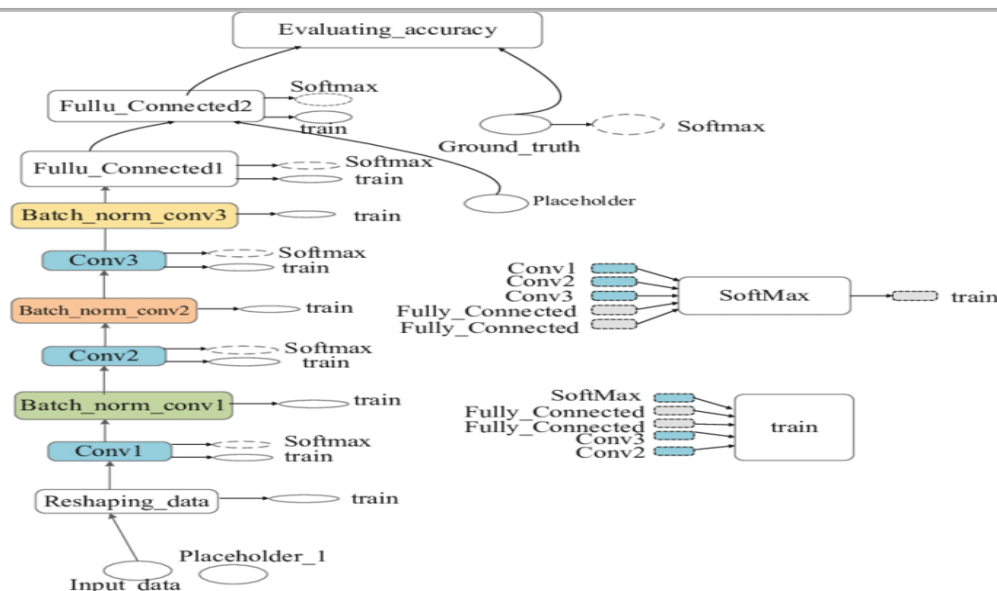 Evaluating_accuracy
Softmax
Fullu_Connected2
train
Softmax
Ground_truth
Softmax
Fullu_Connected1
train
Placeholder
Batch_norm_conv3
train
Softmax
Conv3
train
Conv1
Conv2
Conv3
Fully_Connected
Fully_Connected
SoftMax
train
Batch_norm_conv2
train
Softmax
Conv2
train
Batch_norm_conv1
train
SoftMax
Fully_Connected
Fully_Connected
Conv3
Conv2
train
Softmax
Conv1
train
Reshaping_data
train
Placeholder_1
Input_data